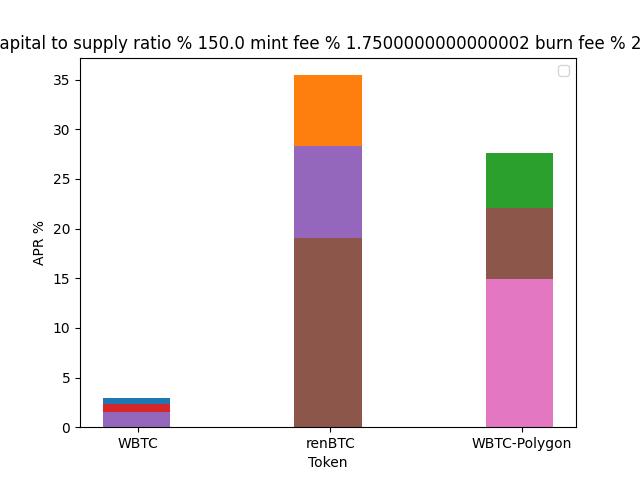 apital to supply ratio % 150.0 mint fee % 1.7500000000000002 burn fee % 2
35
30
25
20
15
10
5
0
APR %
WBTC renBTC WBTC-Polygon
Token